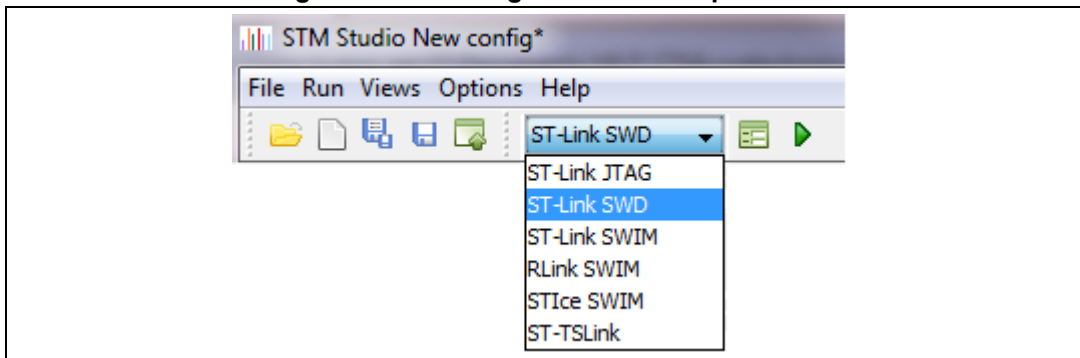 STM Studio New config*
File Run Views Options Help
ST-Link SWD
ST-Link JTAG
ST-Link SWD
ST-Link SWIM
RLink SWIM
STIce SWIM
ST-TSLink